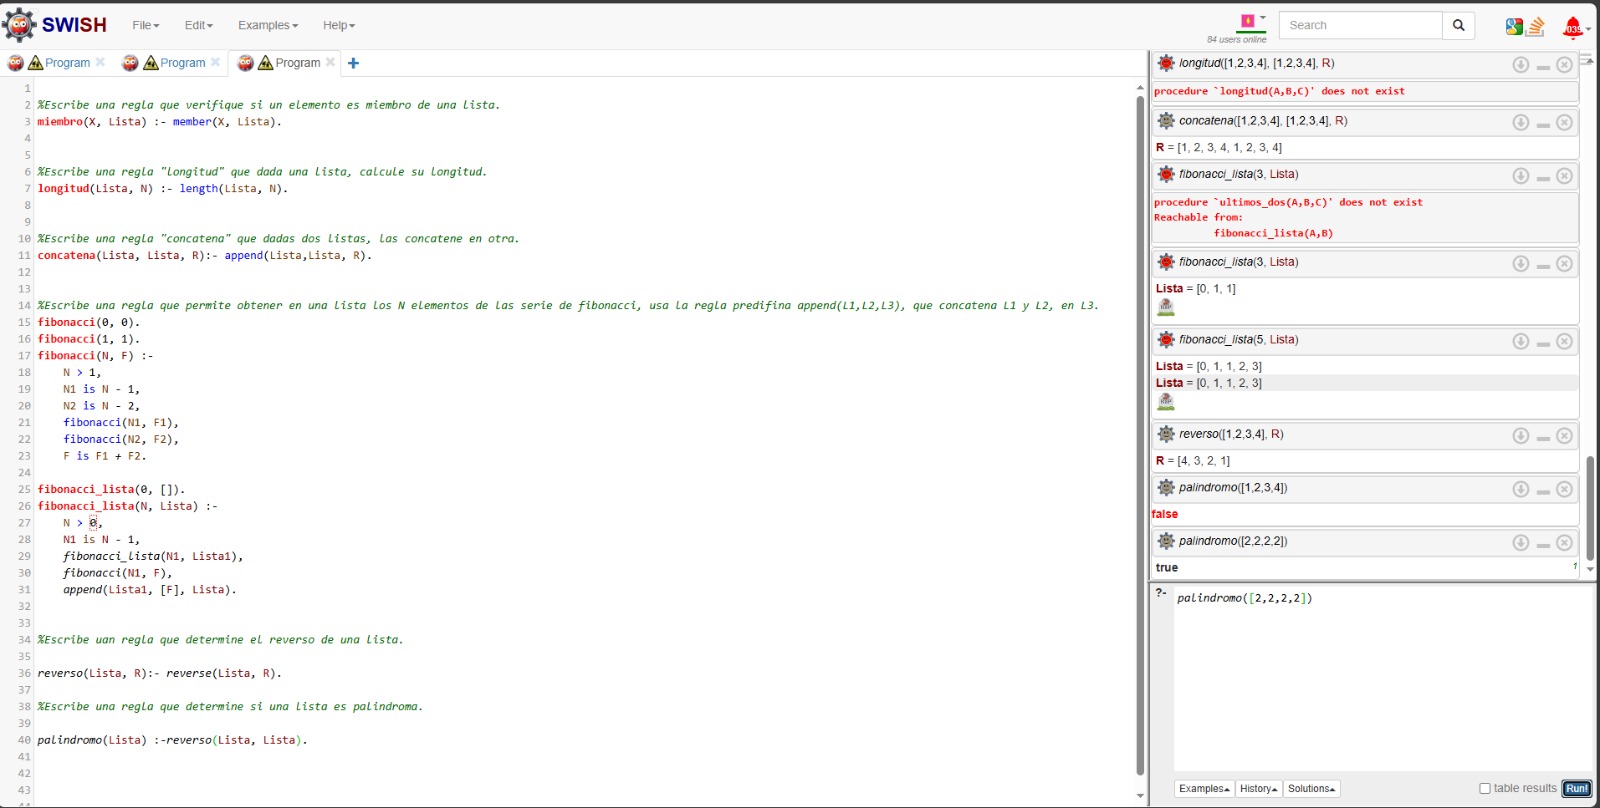 SWISH File Edit Examples Help 84 users online Search
Program Program Program
1
2 %Escribe una regla que verifique si un elemento es miembro de una lista.
3 miembro(X, Lista) :- member(X, Lista).
4
5
6 %Escribe una regla "longitud" que dada una lista, calcule su longitud.
7 longitud(Lista, N) :- length(Lista, N).
8
9
10 %Escribe una regla "concatena" que dadas dos listas, las concatene en otra.
11 concatena(Lista, Lista, R):- append(Lista,Lista, R).
12
13
14 %Escribe una regla que permite obtener en una lista los N elementos de las serie de fibonacci, usa la regla predifina append(L1,L2,L3), que concatena L1 y L2, en L3.
15 fibonacci(0, 0).
16 fibonacci(1, 1).
17 fibonacci(N, F) :-
18 N > 1,
19 N1 is N - 1,
20 N2 is N - 2,
21 fibonacci(N1, F1),
22 fibonacci(N2, F2),
23 F is F1 + F2.
24
25 fibonacci_lista(0, []).
26 fibonacci_lista(N, Lista) :-
27 N > 0,
28 N1 is N - 1,
29 fibonacci_lista(N1, Lista1),
30 fibonacci(N1, F),
31 append(Lista1, [F], Lista).
32
33
34 %Escribe uan regla que determine el reverso de una lista.
35
36 reverso(Lista, R):- reverse(Lista, R).
37
38 %Escribe una regla que determine si una lista es palindroma.
39
40 palindromo(Lista) :-reverso(Lista, Lista).
41
42
43
44
longitud([1,2,3,4], [1,2,3,4], R)
procedure `longitud(A,B,C)' does not exist
concatena([1,2,3,4], [1,2,3,4], R)
R = [1, 2, 3, 4, 1, 2, 3, 4]
fibonacci_lista(3, Lista)
procedure `ultimos_dos(A,B,C)' does not exist
Reachable from:
fibonacci_lista(A,B)
fibonacci_lista(3, Lista)
Lista = [0, 1, 1]
fibonacci_lista(5, Lista)
Lista = [0, 1, 1, 2, 3]
Lista = [0, 1, 1, 2, 3]
reverso([1,2,3,4], R)
R = [4, 3, 2, 1]
palindromo([1,2,3,4])
false
palindromo([2,2,2,2])
true 1
?- palindromo([2,2,2,2])
Examples History Solutions table results Run!